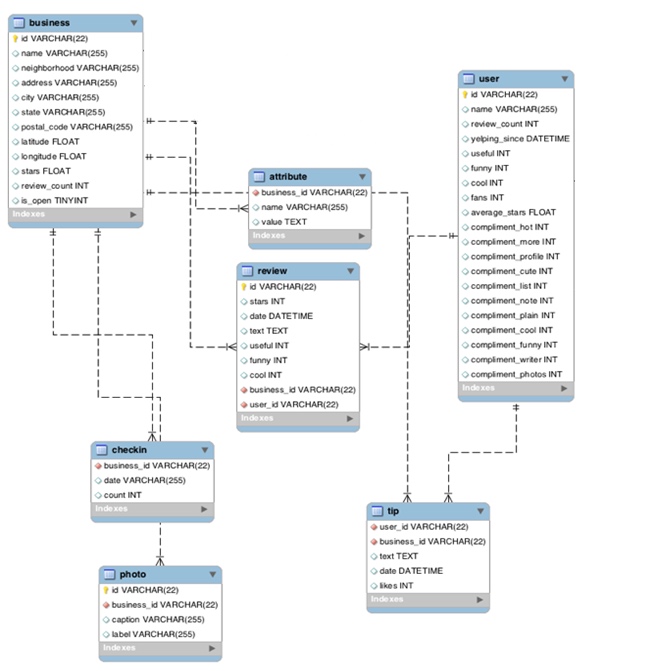 business
id VARCHAR(22)
name VARCHAR(255)
neighborhood VARCHAR(255)
address VARCHAR(255)
city VARCHAR(255)
state VARCHAR(255)
postal_code VARCHAR(255)
latitude FLOAT
longitude FLOAT
stars FLOAT
review_count INT
is_open TINYINT
Indexes
user
id VARCHAR(22)
name VARCHAR(255)
review_count INT
yelping_since DATETIME
useful INT
funny INT
cool INT
fans INT
average_stars FLOAT
compliment_hot INT
compliment_more INT
compliment_profile INT
compliment_cute INT
compliment_list INT
compliment_note INT
compliment_plain INT
compliment_cool INT
compliment_funny INT
compliment_writer INT
compliment_photos INT
Indexes
attribute
business_id VARCHAR(22)
name VARCHAR(255)
value TEXT
Indexes
review
id VARCHAR(22)
stars INT
date DATETIME
text TEXT
useful INT
funny INT
cool INT
business_id VARCHAR(22)
user_id VARCHAR(22)
Indexes
checkin
business_id VARCHAR(22)
date VARCHAR(255)
count INT
Indexes
tip
user_id VARCHAR(22)
business_id VARCHAR(22)
text TEXT
date DATETIME
likes INT
Indexes
photo
id VARCHAR(22)
business_id VARCHAR(22)
caption VARCHAR(255)
label VARCHAR(255)
Indexes